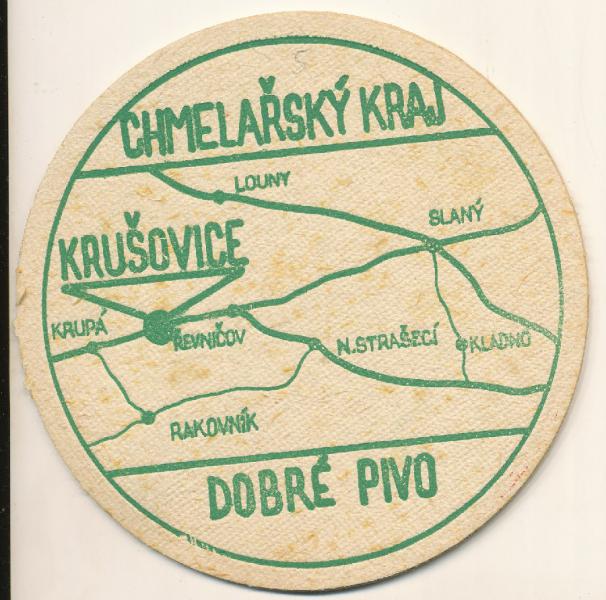 CHMELAŘSKÝ KRAJ
LOUNY
SLANÝ
KRUŠOVICE
KRUPÁ
ŘEVNIČOV
N. STRAŠECÍ
KLADNO
RAKOVNÍK
DOBRÉ PIVO